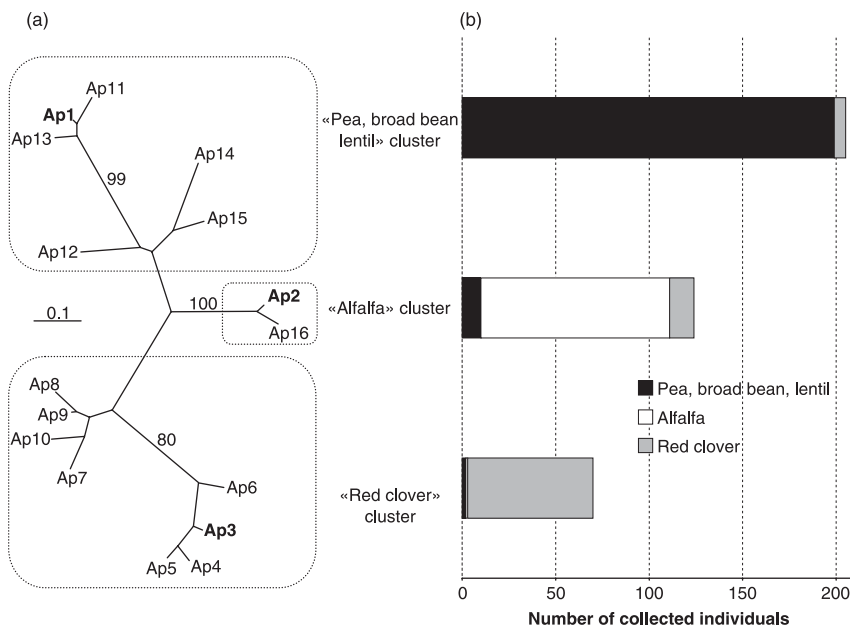 (a)
(b)
Ap11
Ap1
Ap13
99
Ap14
Ap15
Ap12
«Pea, broad bean
lentil» cluster
0.1
100
Ap2
Ap16
«Alfalfa» cluster
Ap8
Ap9
Ap10
Ap7
80
Ap6
Ap3
Ap5
Ap4
«Red clover»
cluster
Pea, broad bean, lentil
Alfalfa
Red clover
0
50
100
150
200
Number of collected individuals